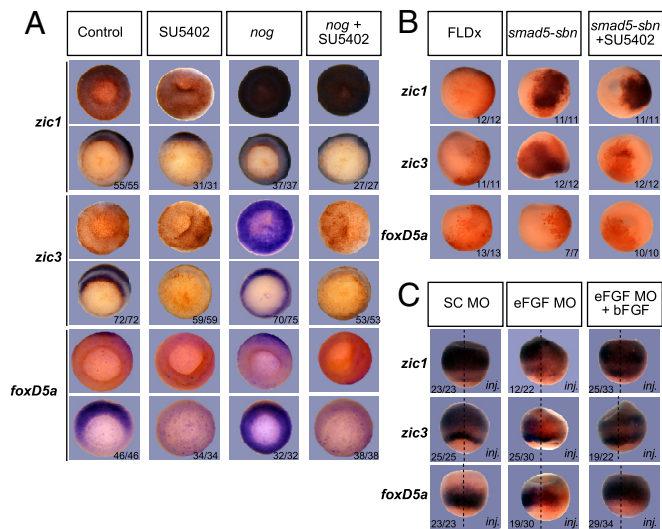 A
Control
SU5402
nog
nog +
SU5402
zic1
55/55
31/31
37/37
27/27
zic3
72/72
59/59
70/75
53/53
foxD5a
46/46
34/34
32/32
38/38
B
FLDx
smad5-sbn
smad5-sbn
+SU5402
zic1
12/12
11/11
11/11
zic3
11/11
12/12
12/12
foxD5a
13/13
7/7
10/10
C
SC MO
eFGF MO
eFGF MO
+ bFGF
zic1
23/23 inj.
12/22 inj.
25/33 inj.
zic3
25/25 inj.
25/30 inj.
19/22 inj.
foxD5a
23/23 inj.
19/30 inj.
29/34 inj.